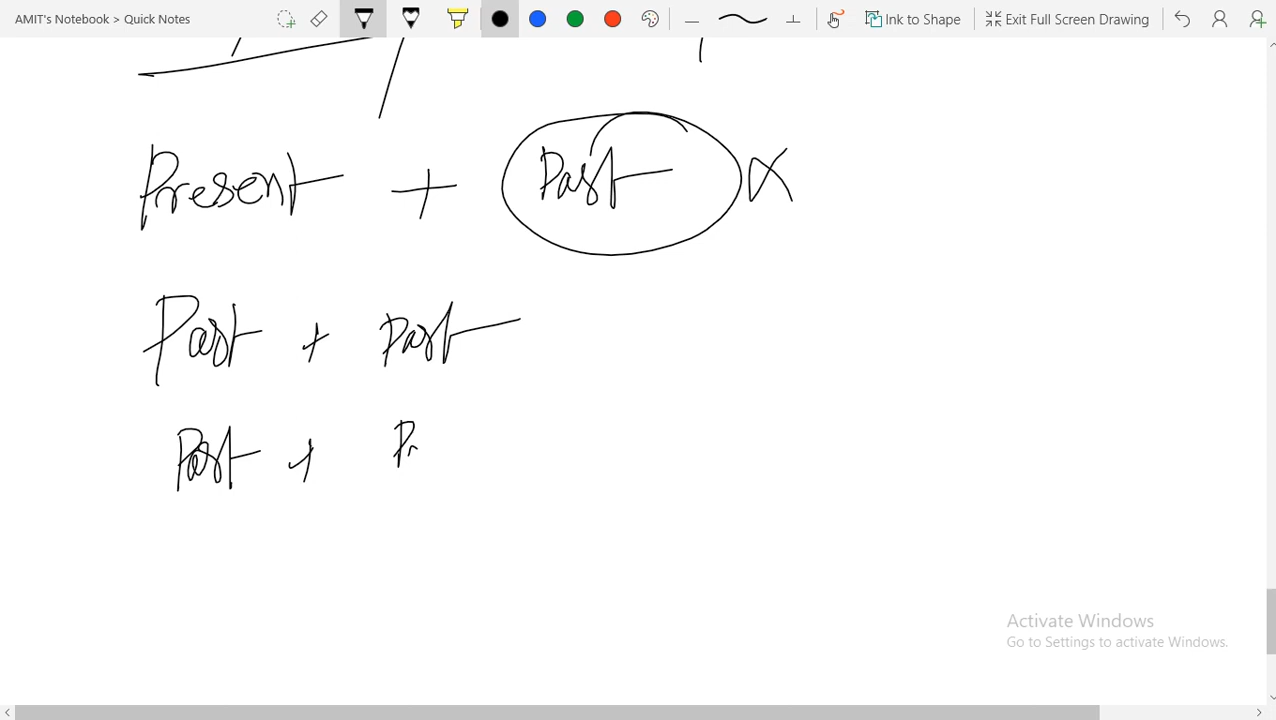 AMIT's Notebook > Quick Notes
Ink to Shape
Exit Full Screen Drawing
Present + Past X
Past + Past
Past + Pr
Activate Windows
Go to Settings to activate Windows.